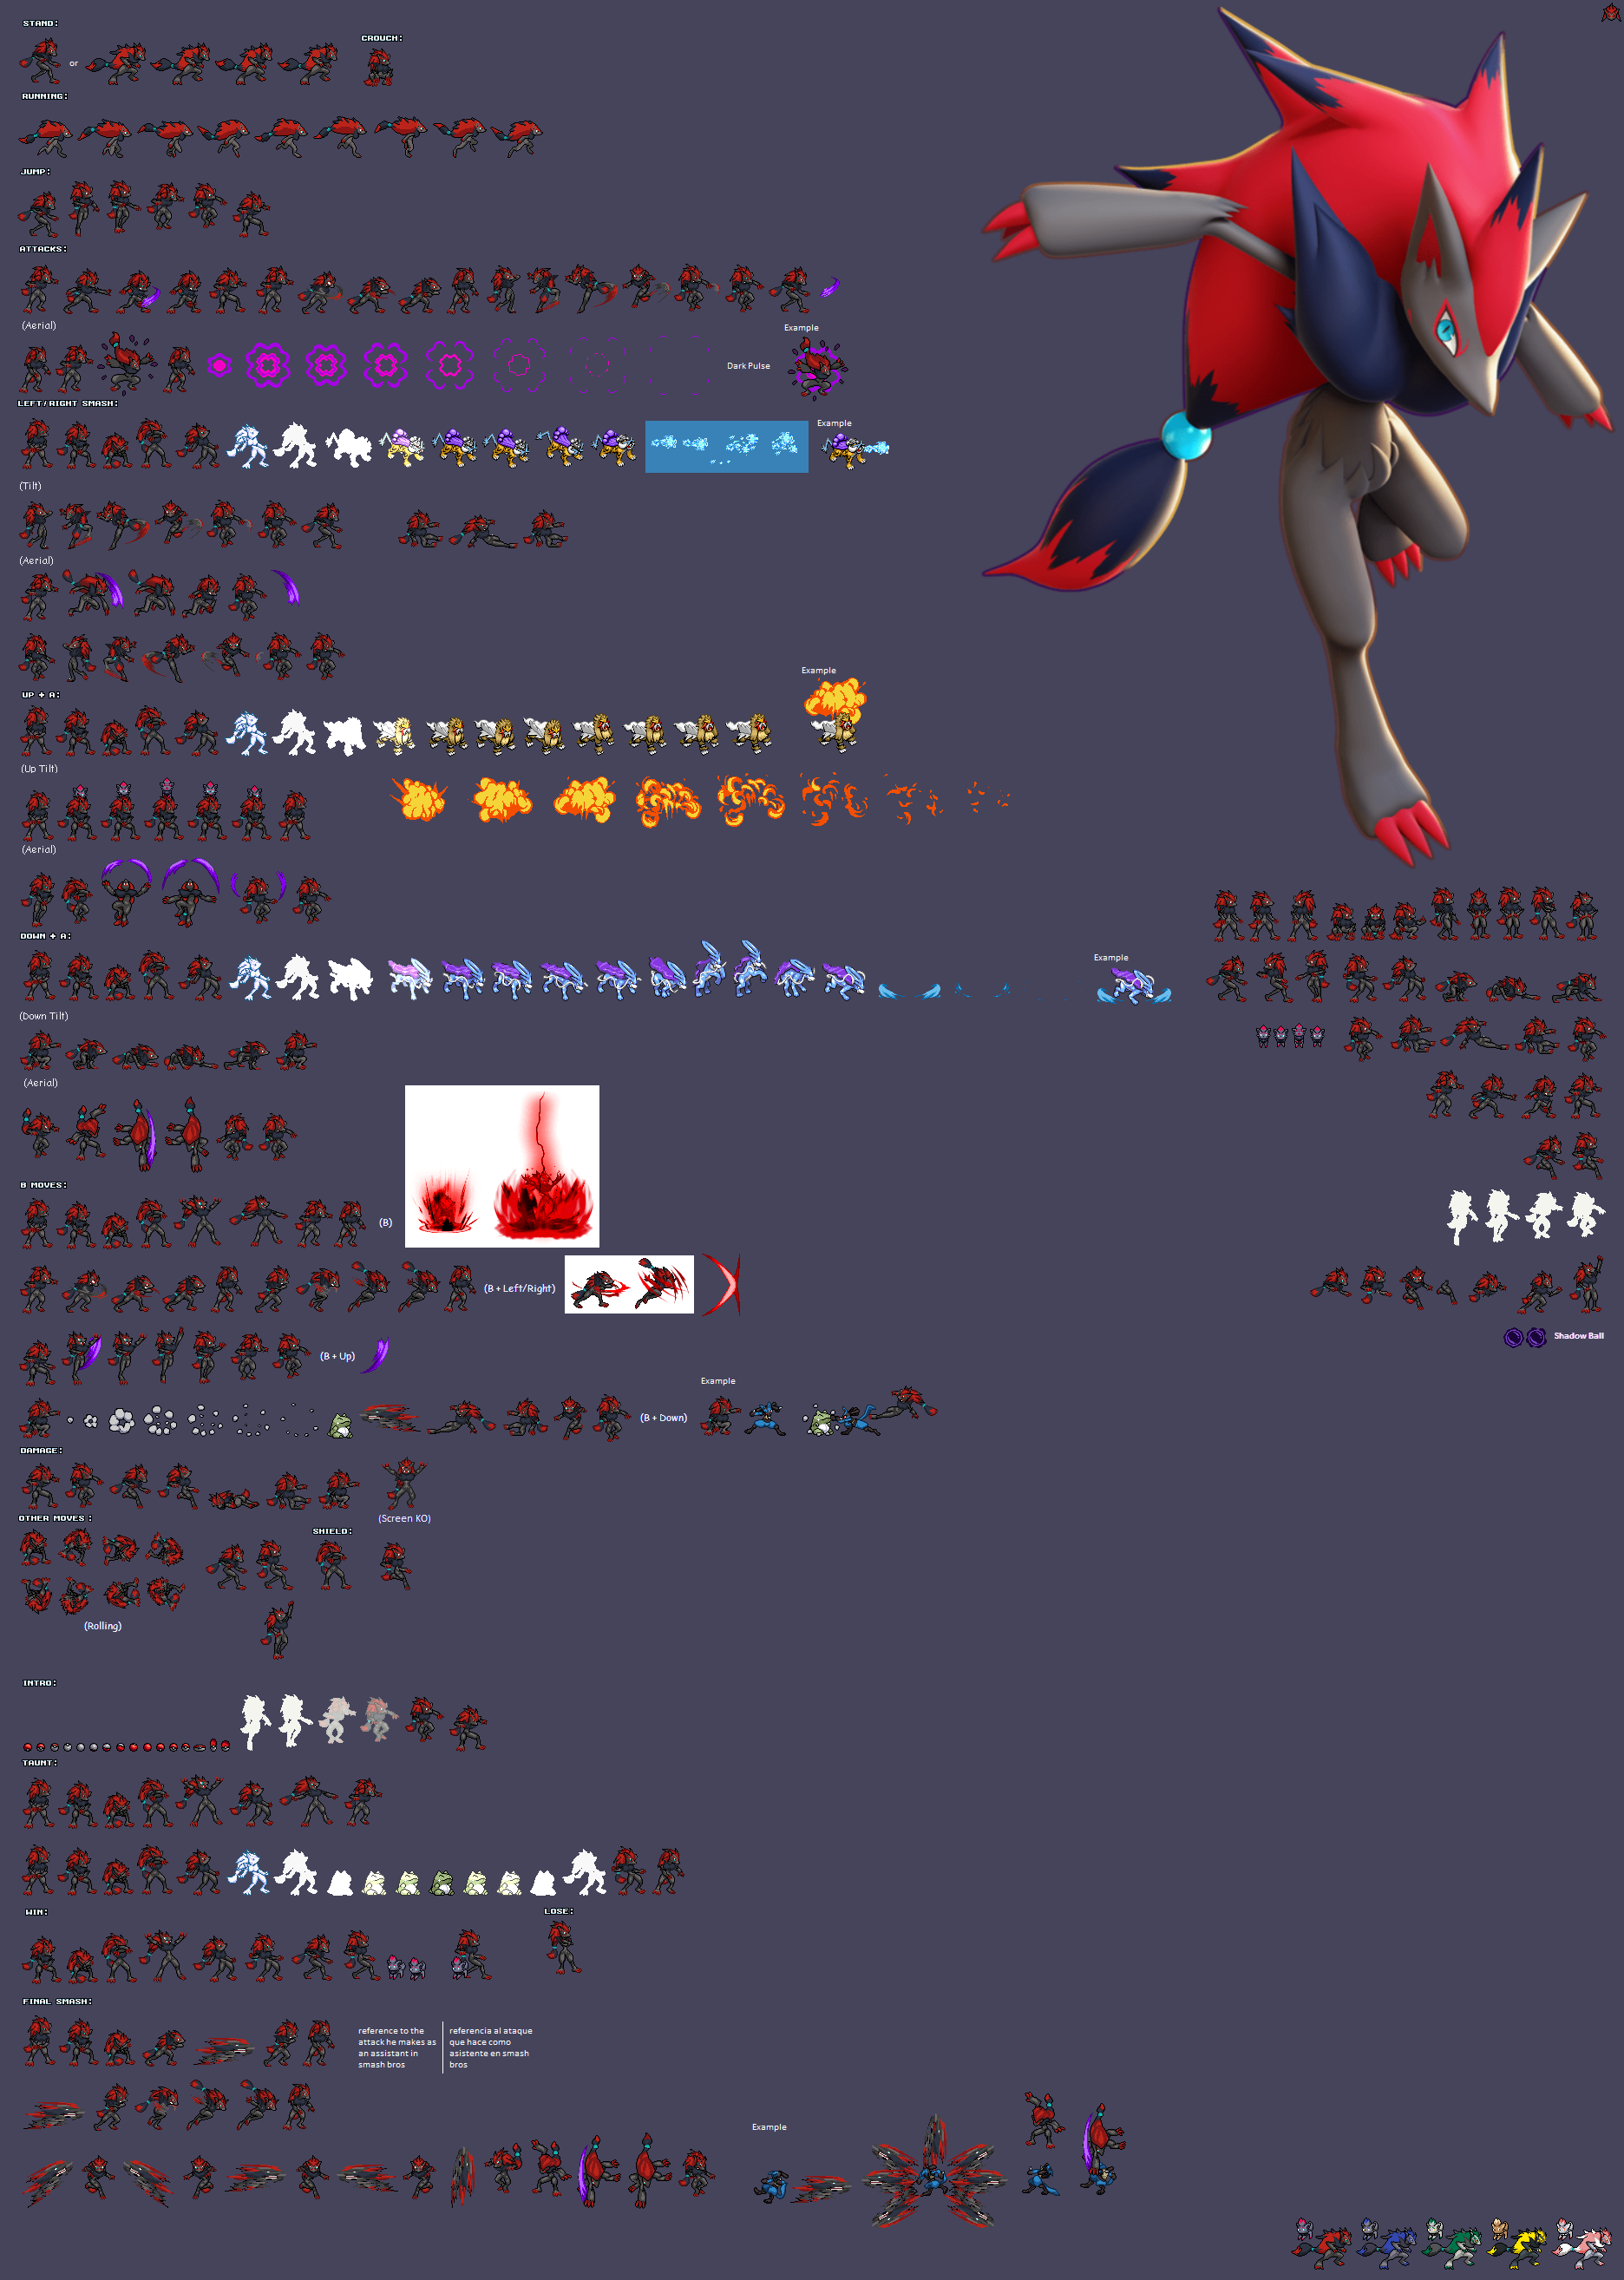 STAND:
or
CROUCH:
RUNNING:
JUMP:
ATTACKS:
(Aerial)
Example
Dark Pulse
LEFT/RIGHT SMASH:
Example
(Tilt)
(Aerial)
Example
UP + A:
(Up Tilt)
(Aerial)
DOWN + A:
Example
(Down Tilt)
(Aerial)
B MOVES:
(B)
(B + Left/Right)
Shadow Ball
(B + Up)
Example
(B + Down)
DAMAGE:
(Screen KO)
OTHER MOVES:
SHIELD:
(Rolling)
INTRO:
TAUNT:
WIN:
LOSE:
FINAL SMASH:
reference to the
attack he makes as
an assistant in
smash bros
referencia al ataque
que hace como
asistente en smash
bros
Example